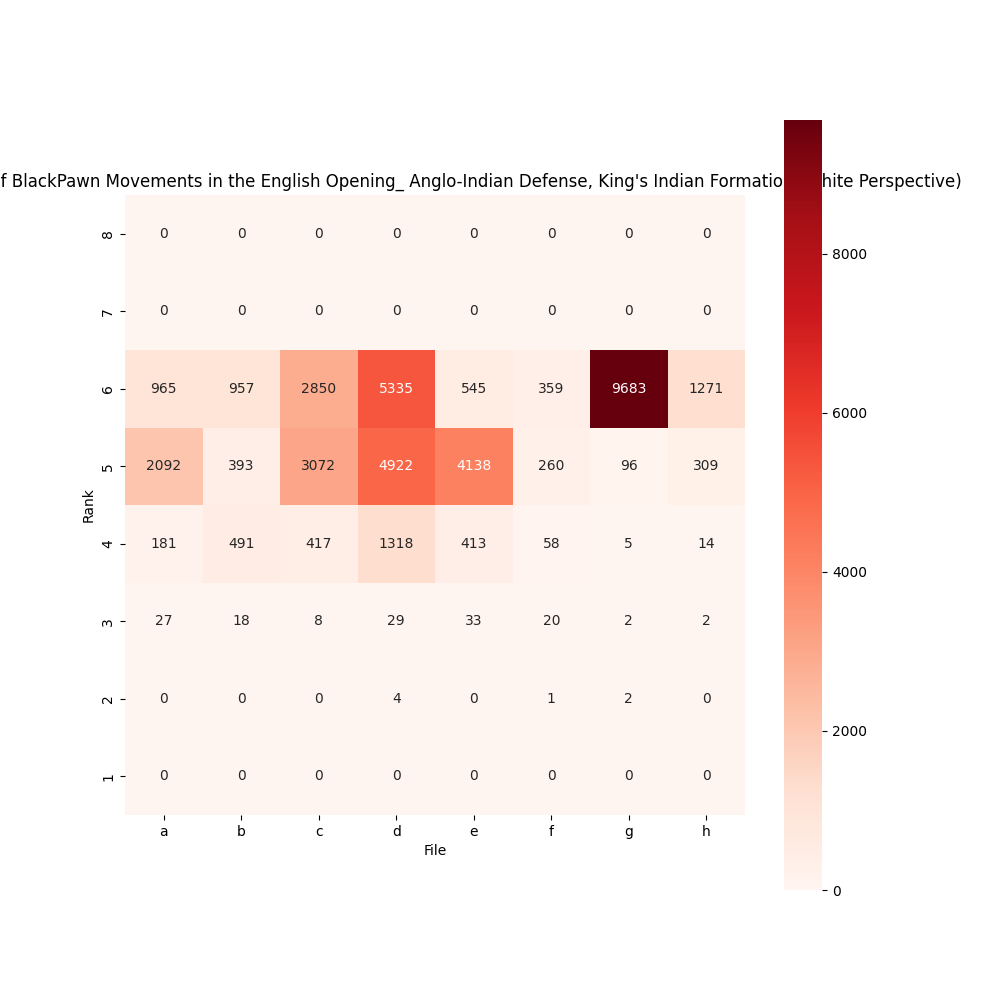 f BlackPawn Movements in the English Opening_ Anglo-Indian Defense, King's Indian Formatio hite Perspective)
8 0 0 0 0 0 0 0 0
7 0 0 0 0 0 0 0 0
6 965 957 2850 5335 545 359 9683 1271
5 2092 393 3072 4922 4138 260 96 309
4 181 491 417 1318 413 58 5 14
3 27 18 8 29 33 20 2 2
2 0 0 0 4 0 1 2 0
1 0 0 0 0 0 0 0 0
Rank
a b c d e f g h
File
8000
6000
4000
2000
0